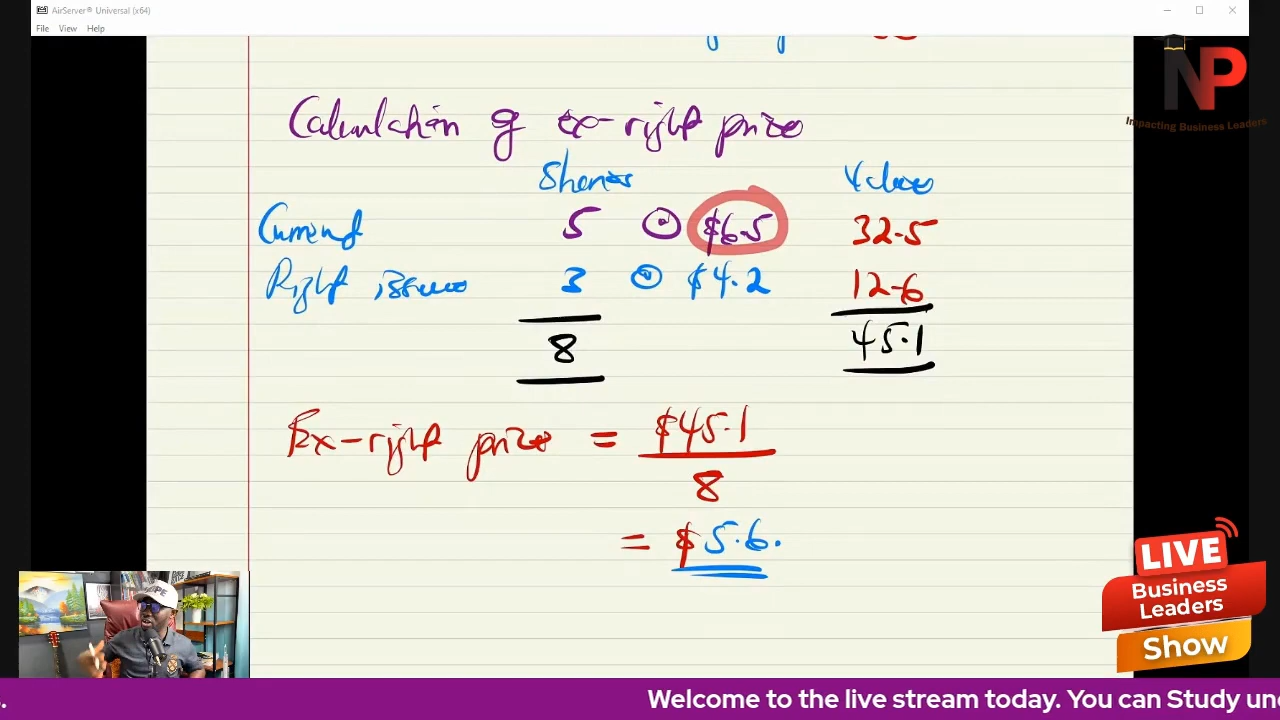 AirServer® Universal (x64)
File View Help
NP
Impacting Business Leaders
Calculation of ex-right price
Shares Value
Current 5 @ $6.5 32.5
Right issue 3 @ $4.2 12.6
8 45.1
Ex-right price = $45.1
8
= $5.6.
LIVE
Business
Leaders
Show
s. Welcome to the live stream today. You can Study und